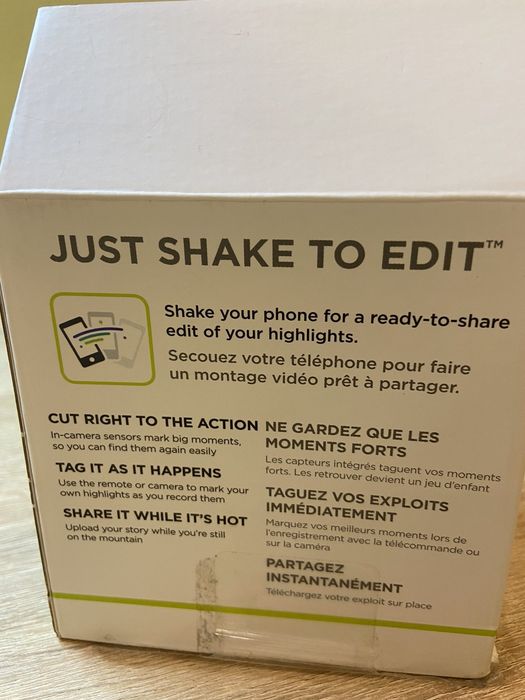 JUST SHAKE TO EDIT™
Shake your phone for a ready-to-share
edit of your highlights.
Secouez votre téléphone pour faire
un montage vidéo prêt à partager.
CUT RIGHT TO THE ACTION
In-camera sensors mark big moments,
so you can find them again easily
TAG IT AS IT HAPPENS
Use the remote or camera to mark your
own highlights as you record them
SHARE IT WHILE IT'S HOT
Upload your story while you're still
on the mountain
NE GARDEZ QUE LES
MOMENTS FORTS
Les capteurs intégrés taguent vos moments
forts. Les retrouver devient un jeu d'enfant
TAGUEZ VOS EXPLOITS
IMMÉDIATEMENT
Marquez vos meilleurs moments lors de
l'enregistrement avec la télécommande ou
sur la caméra
PARTAGEZ
INSTANTANÉMENT
Téléchargez votre exploit sur place